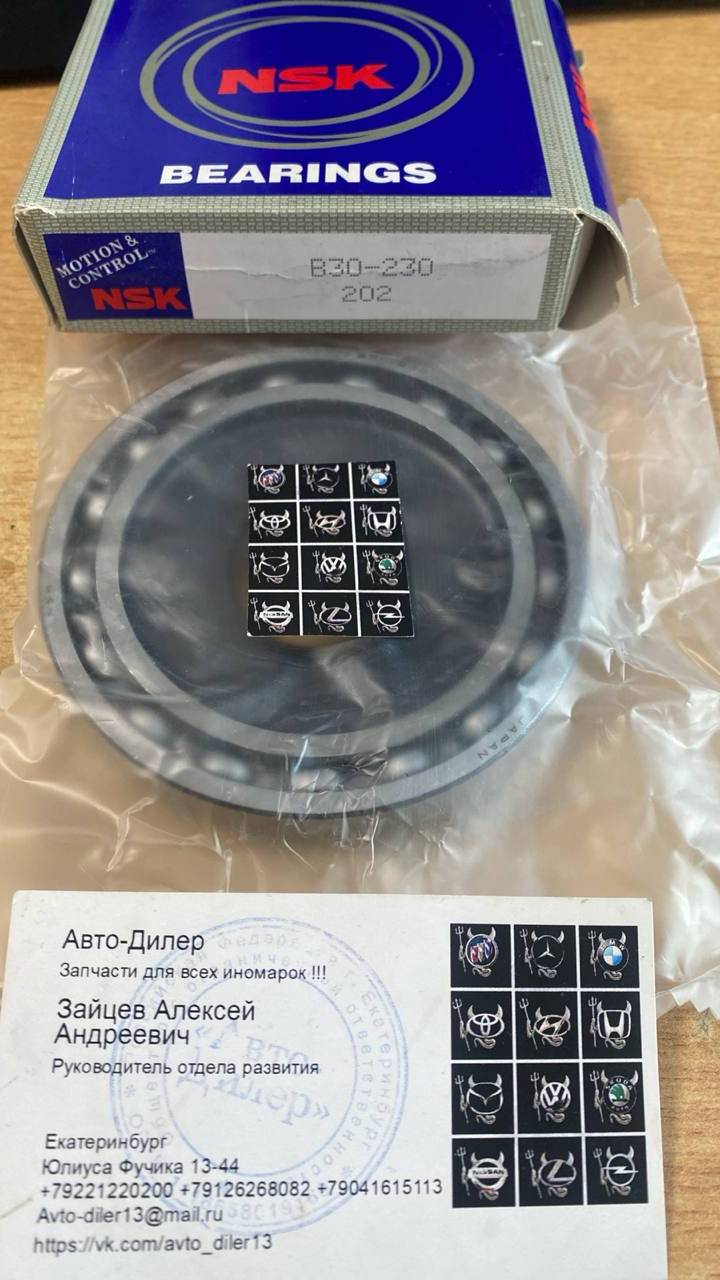 NSK
BEARINGS
MOTION &
CONTROL™
NSK
B30-230
202
JAPAN
Авто-Дилер
Запчасти для всех иномарок !!!
Зайцев Алексей
Андреевич
Руководитель отдела развития
Екатеринбург
Юлиуса Фучика 13-44
+79221220200 +79126268082 +79041615113
Avto-diler13@mail.ru
https://vk.com/avto_diler13